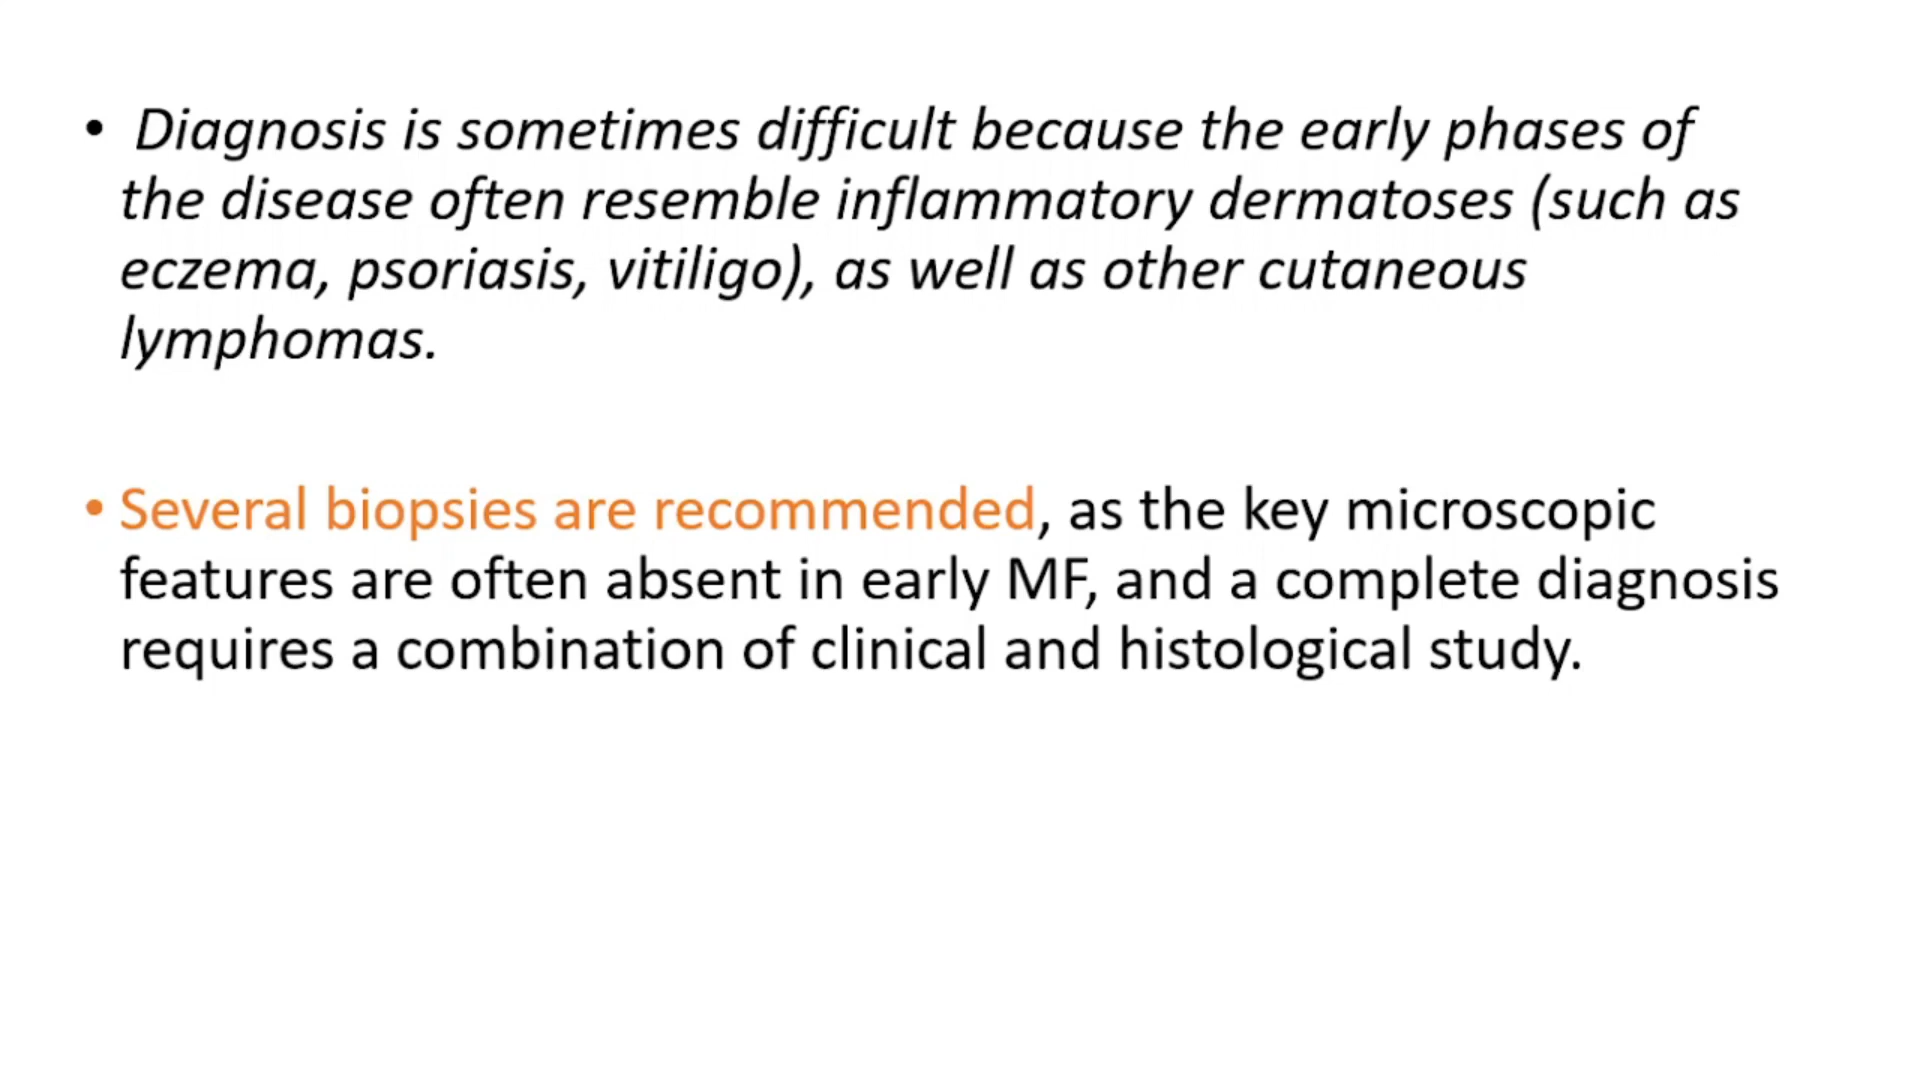 • Diagnosis is sometimes difficult because the early phases of
the disease often resemble inflammatory dermatoses (such as
eczema, psoriasis, vitiligo), as well as other cutaneous
lymphomas.
• Several biopsies are recommended, as the key microscopic
features are often absent in early MF, and a complete diagnosis
requires a combination of clinical and histological study.